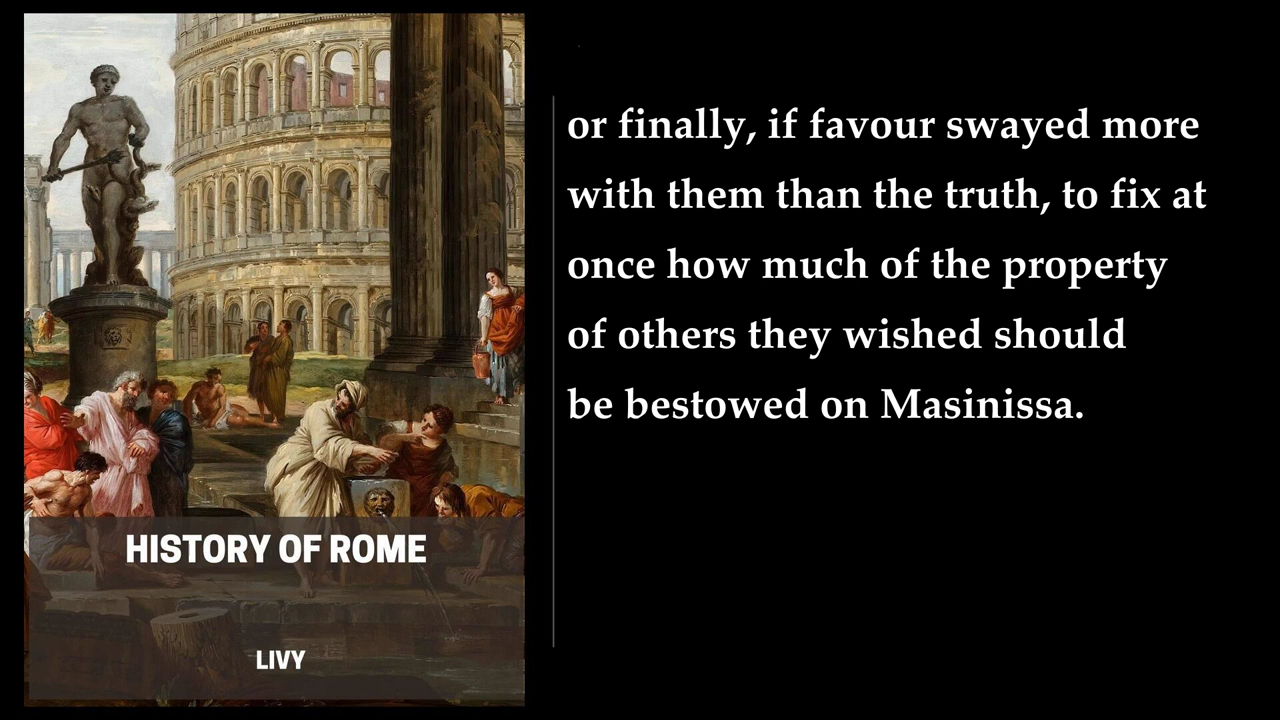 or finally, if favour swayed more
with them than the truth, to fix at
once how much of the property
of others they wished should
be bestowed on Masinissa.
HISTORY OF ROME
LIVY